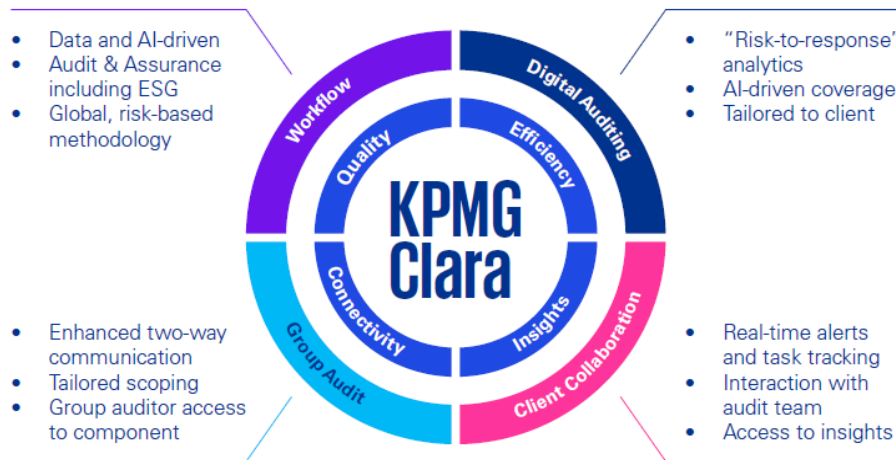 • Data and AI-driven
• Audit & Assurance
including ESG
• Global, risk-based
methodology
• “Risk-to-response”
analytics
• AI-driven coverage
• Tailored to client
Workflow
Digital Auditing
Quality
Efficiency
KPMG
Clara
Connectivity
Insights
Group Audit
Client Collaboration
• Enhanced two-way
communication
• Tailored scoping
• Group auditor access
to component
• Real-time alerts
and task tracking
• Interaction with
audit team
• Access to insights